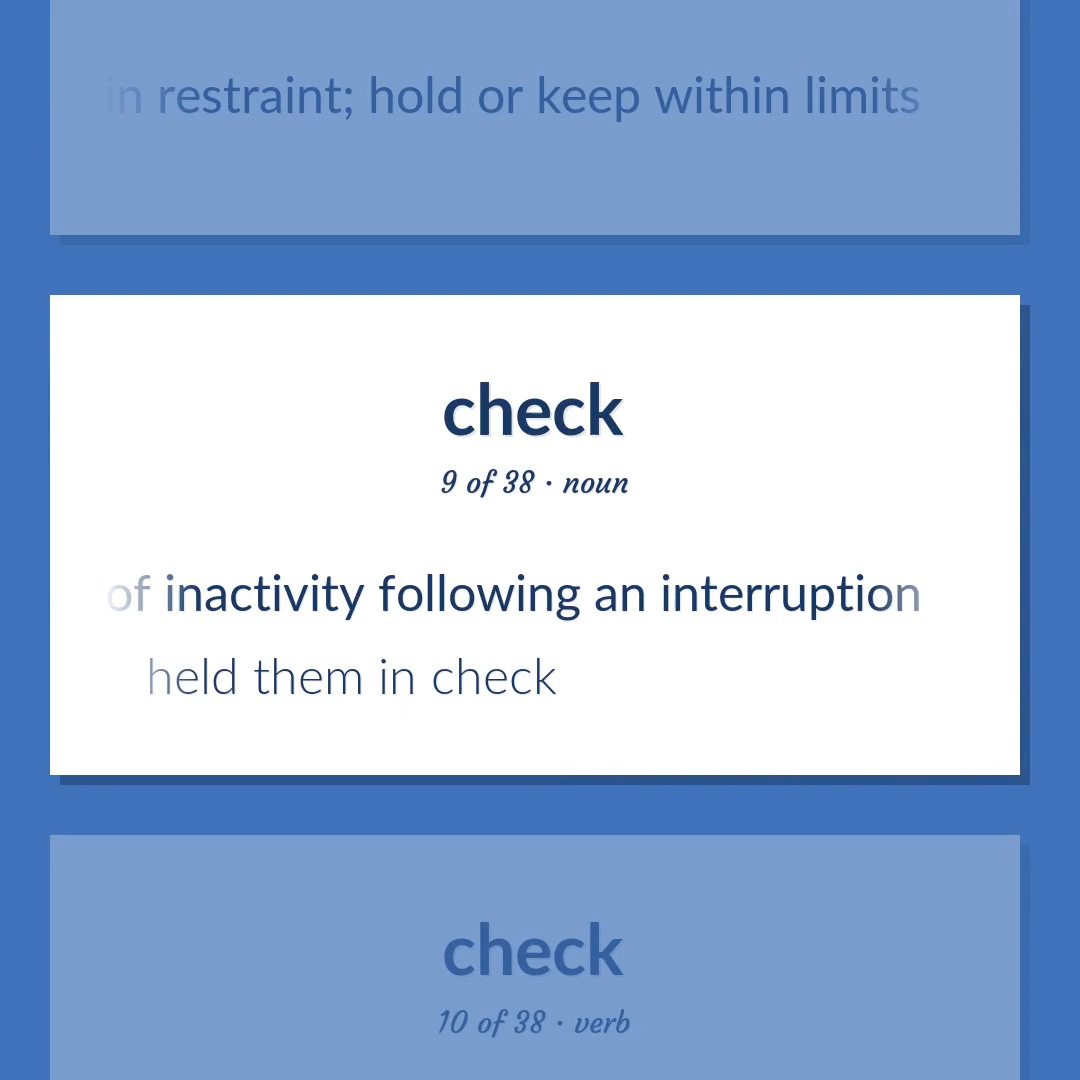 in restraint; hold or keep within limits
check
9 of 38 · noun
of inactivity following an interruption
held them in check
check
10 of 38 · verb